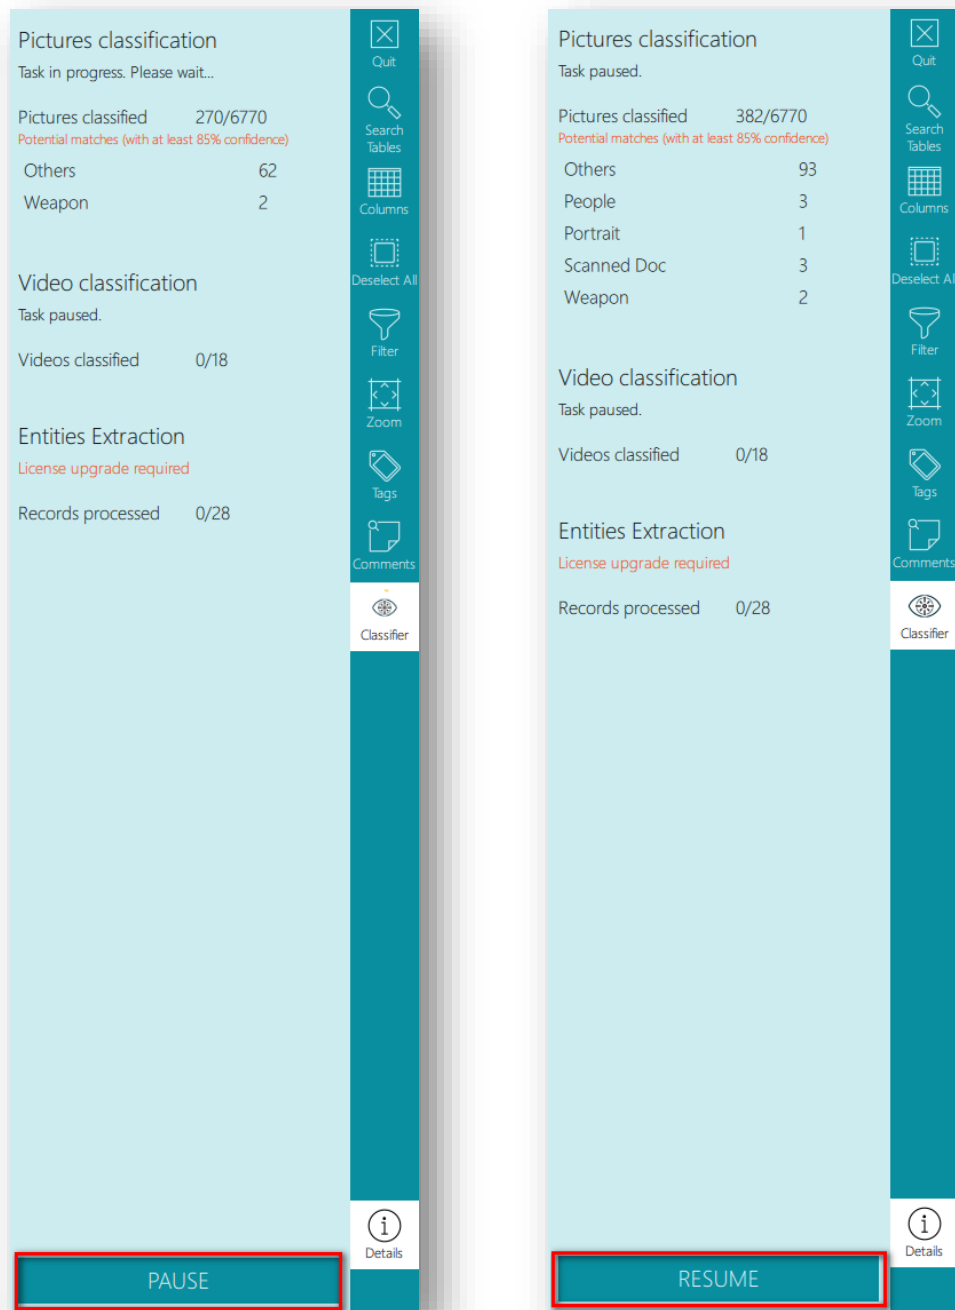 Pictures classification
Task in progress. Please wait...
Pictures classified 270/6770
Potential matches (with at least 85% confidence)
Others 62
Weapon 2
Video classification
Task paused.
Videos classified 0/18
Entities Extraction
License upgrade required
Records processed 0/28
PAUSE
Quit
Search
Tables
Columns
Deselect All
Filter
Zoom
Tags
Comments
Classifier
Details
Pictures classification
Task paused.
Pictures classified 382/6770
Potential matches (with at least 85% confidence)
Others 93
People 3
Portrait 1
Scanned Doc 3
Weapon 2
Video classification
Task paused.
Videos classified 0/18
Entities Extraction
License upgrade required
Records processed 0/28
RESUME
Quit
Search
Tables
Columns
Deselect Al
Filter
Zoom
Tags
Comments
Classifier
Details